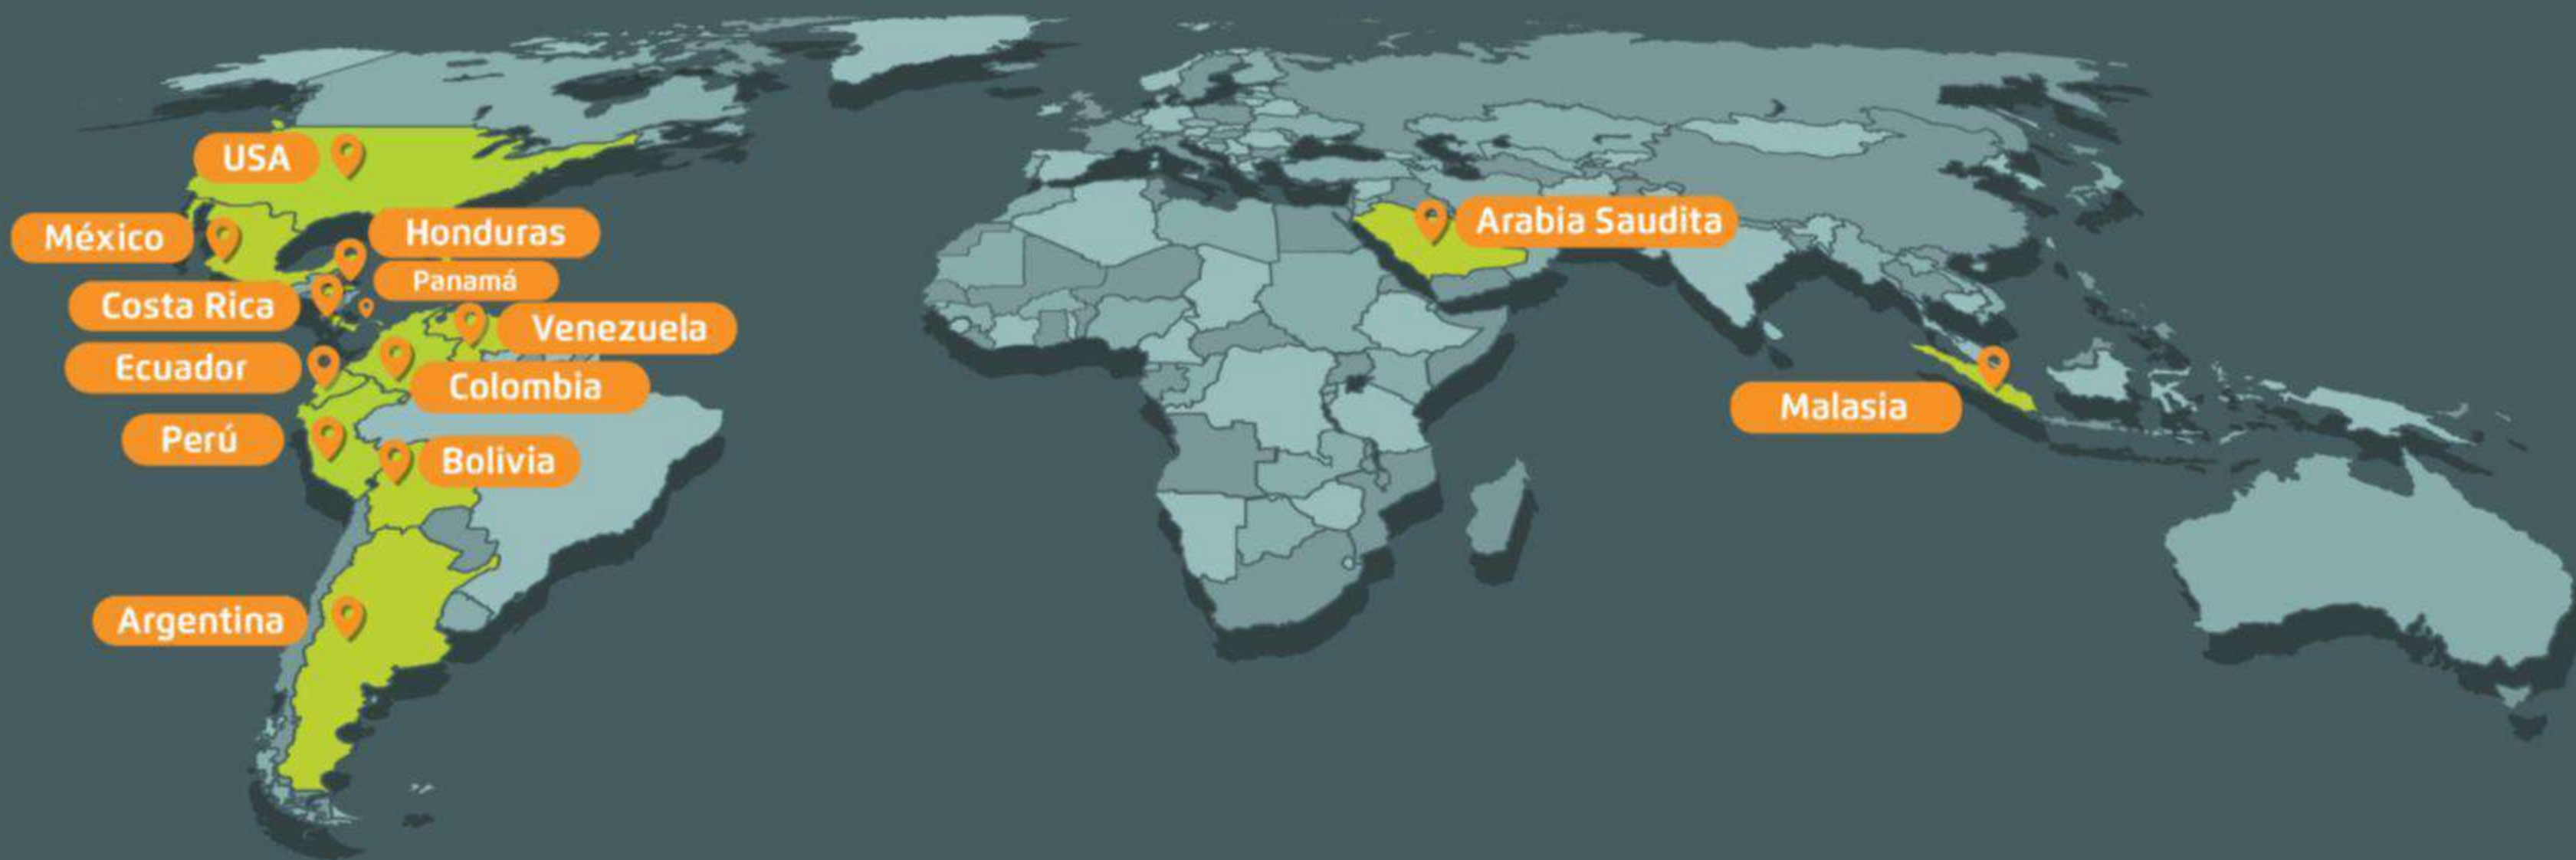 USA
México
Honduras
Panamá
Costa Rica
Venezuela
Ecuador
Colombia
Perú
Bolivia
Argentina
Arabia Saudita
Malasia